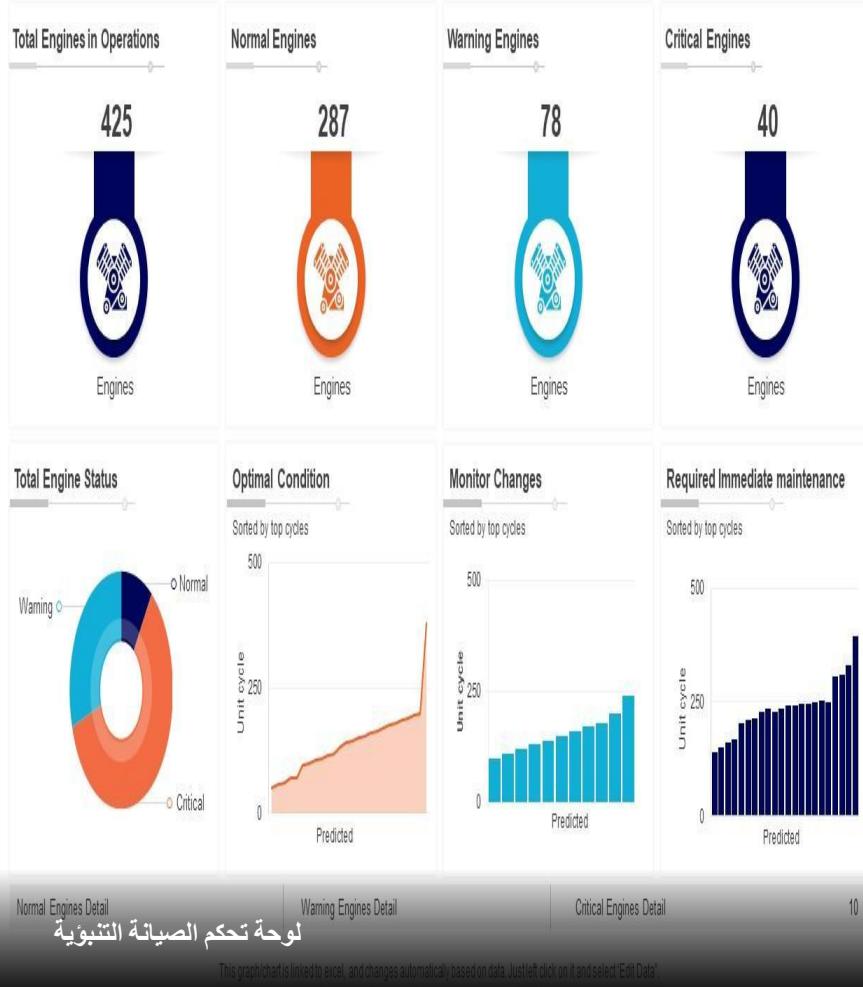 Total Engines in Operations
Normal Engines
Warning Engines
Critical Engines
425
287
78
40
Engines
Engines
Engines
Engines
Total Engine Status
Optimal Condition
Monitor Changes
Required Immediate maintenance
Sorted by top cycles
Sorted by top cycles
Sorted by top cycles
Normal
Warning
Critical
500
250
0
Unit cycle
Predicted
500
250
0
Unit cycle
Predicted
500
250
0
Unit cycle
Predicted
Normal Engines Detail
Warning Engines Detail
Critical Engines Detail
10
لوحة تحكم الصيانة التنبؤية
This graph/chart is linked to excel, and changes automatically based on data. Just left click on it and select "Edit Data".